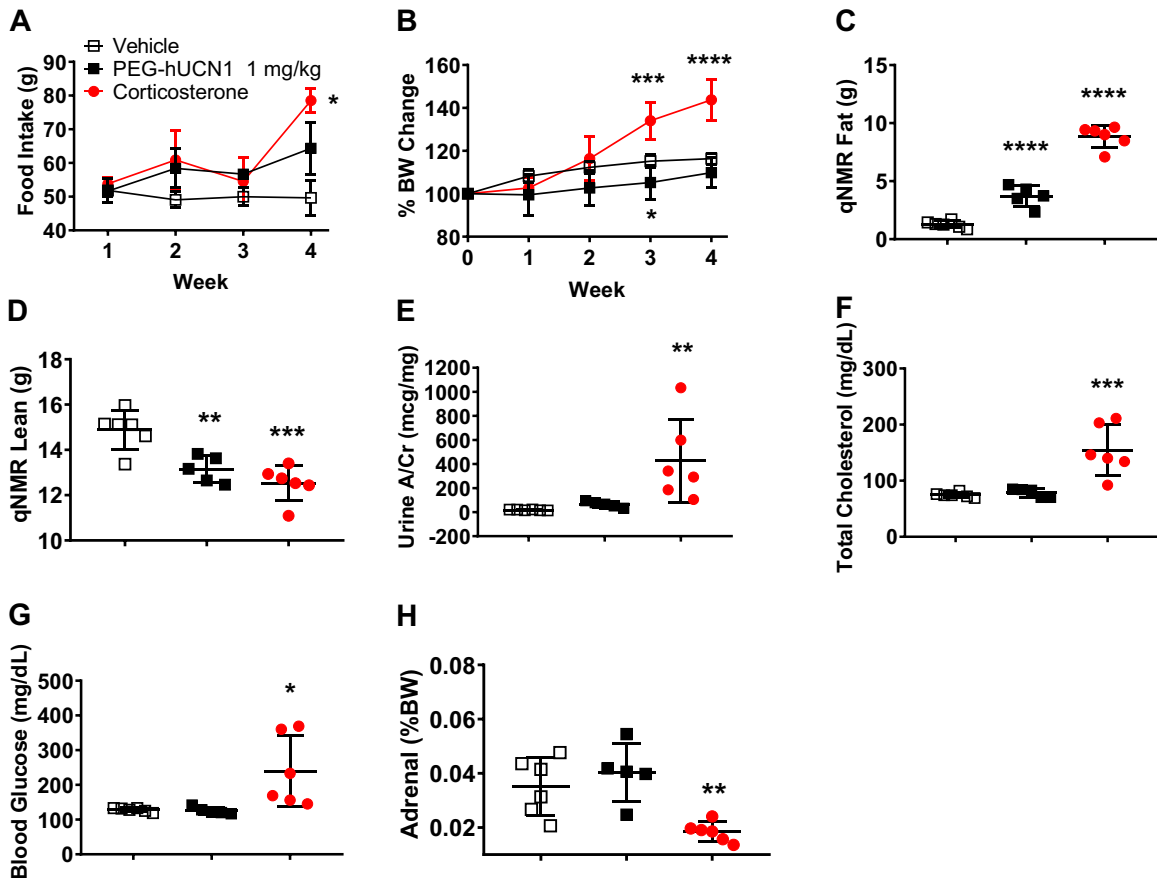 A
Vehicle
PEG-hUCN1 1 mg/kg
Corticosterone
Food Intake (g)
90
80
70
60
50
40
*
1 2 3 4
Week
B
% BW Change
160
140
120
100
80
*** ****
*
0 1 2 3 4
Week
C
qNMR Fat (g)
15
10
5
0
**** ****
D
qNMR Lean (g)
18
16
14
12
10
** ***
E
Urine A/Cr (mcg/mg)
1200
1000
800
600
400
200
0
-200
**
F
Total Cholesterol (mg/dL)
300
200
100
0
***
G
Blood Glucose (mg/dL)
500
400
300
200
100
0
*
H
Adrenal (%BW)
0.08
0.06
0.04
0.02
**